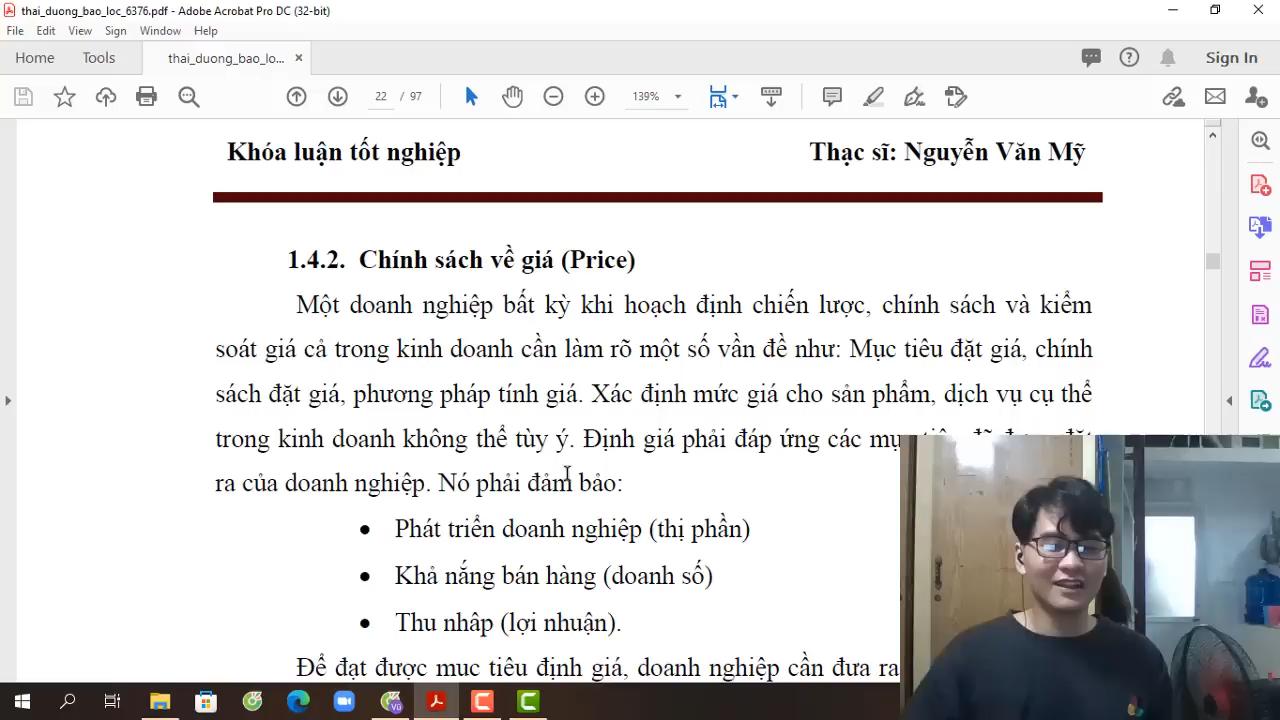 thai_duong_bao_loc_6376.pdf - Adobe Acrobat Pro DC (32-bit)
File Edit View Sign Window Help
Home Tools thai_duong_bao_lo... × Sign In
22 / 97 139%
Khóa luận tốt nghiệp Thạc sĩ: Nguyễn Văn Mỹ
1.4.2. Chính sách về giá (Price)
Một doanh nghiệp bất kỳ khi hoạch định chiến lược, chính sách và kiểm
soát giá cả trong kinh doanh cần làm rõ một số vấn đề như: Mục tiêu đặt giá, chính
sách đặt giá, phương pháp tính giá. Xác định mức giá cho sản phẩm, dịch vụ cụ thể
trong kinh doanh không thể tùy ý. Định giá phải đáp ứng các
ra của doanh nghiệp. Nó phải đảm bảo:
• Phát triển doanh nghiệp (thị phần)
• Khả nắng bán hàng (doanh số)
• Thu nhâp (lợi nhuận).
Để đạt được mục tiêu định giá, doanh nghiệp cần đưa ra
Vũ